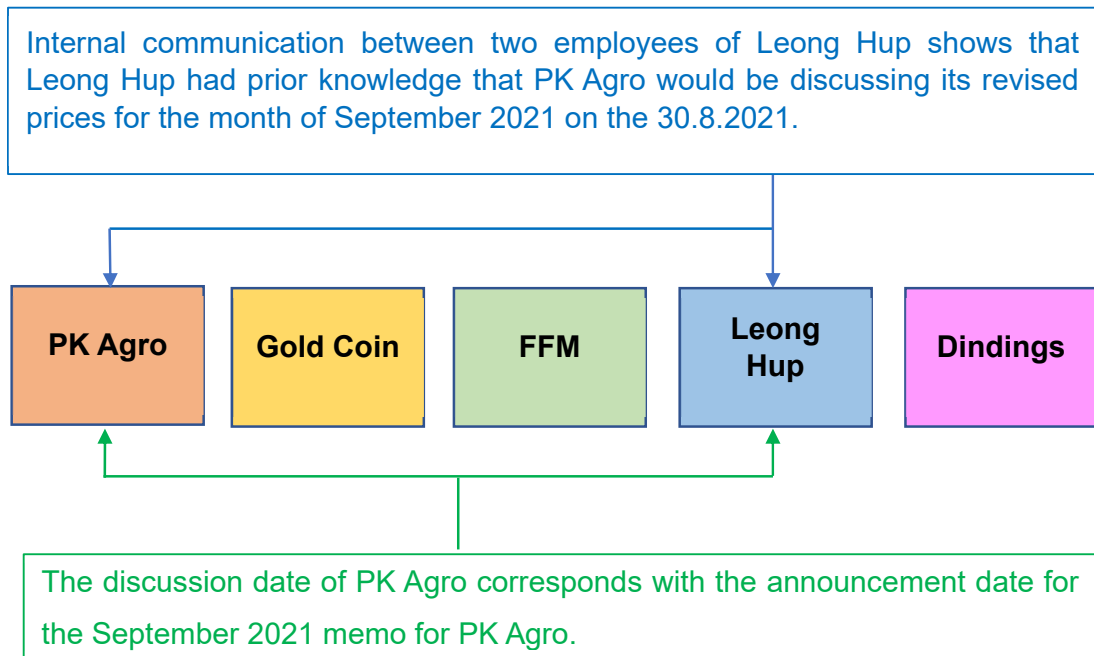 Internal communication between two employees of Leong Hup shows that
Leong Hup had prior knowledge that PK Agro would be discussing its revised
prices for the month of September 2021 on the 30.8.2021.
PK Agro
Gold Coin
FFM
Leong
Hup
Dindings
The discussion date of PK Agro corresponds with the announcement date for
the September 2021 memo for PK Agro.